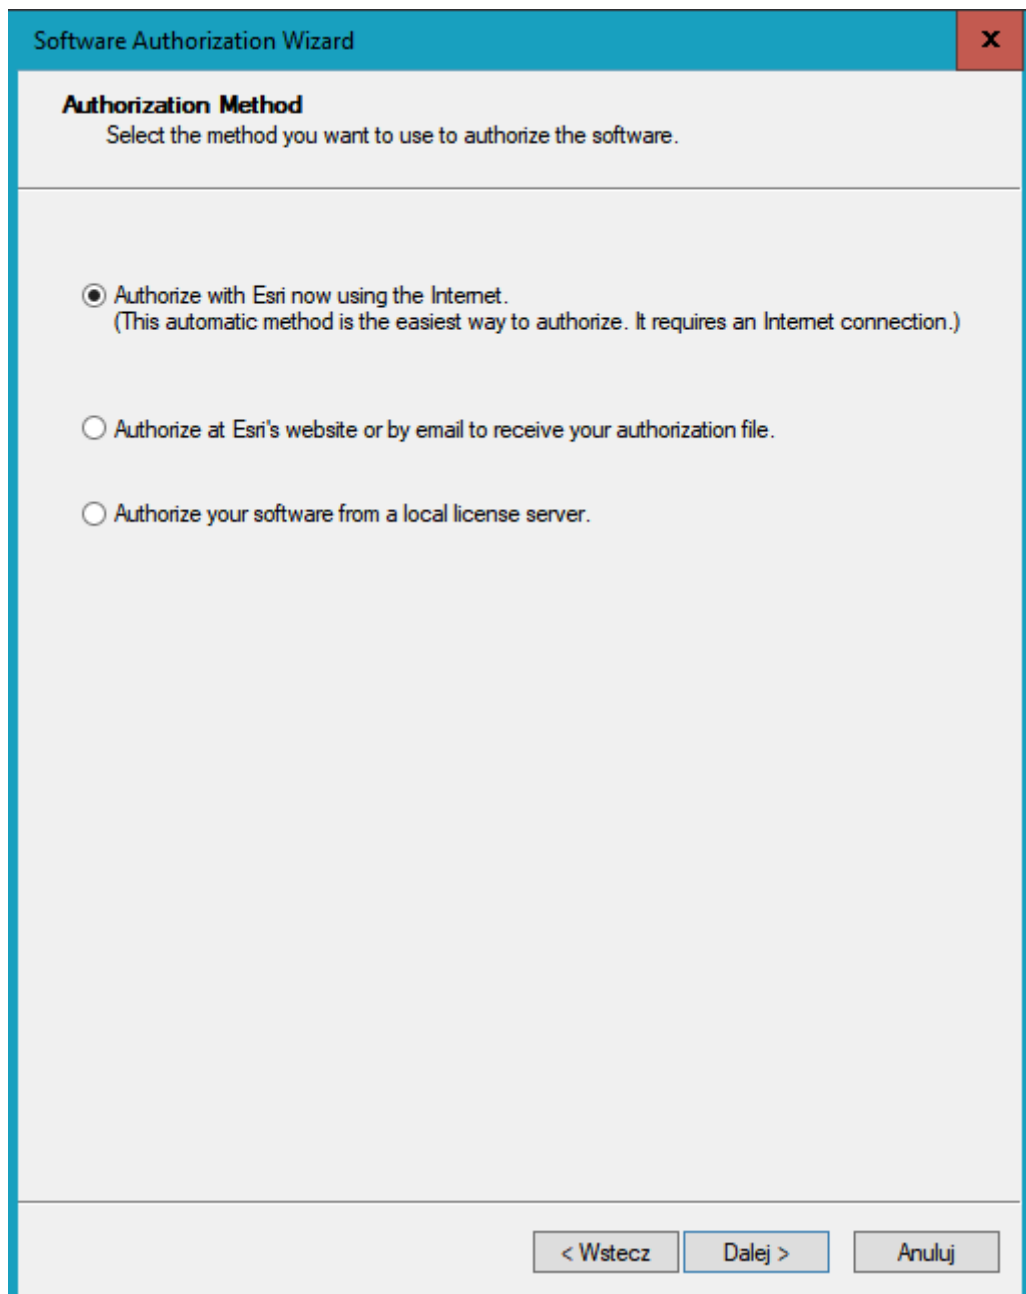 Software Authorization Wizard
x
Authorization Method
Select the method you want to use to authorize the software.
Authorize with Esri now using the Internet.
(This automatic method is the easiest way to authorize. It requires an Internet connection.)
Authorize at Esri's website or by email to receive your authorization file.
Authorize your software from a local license server.
< Wstecz
Dalej >
Anuluj